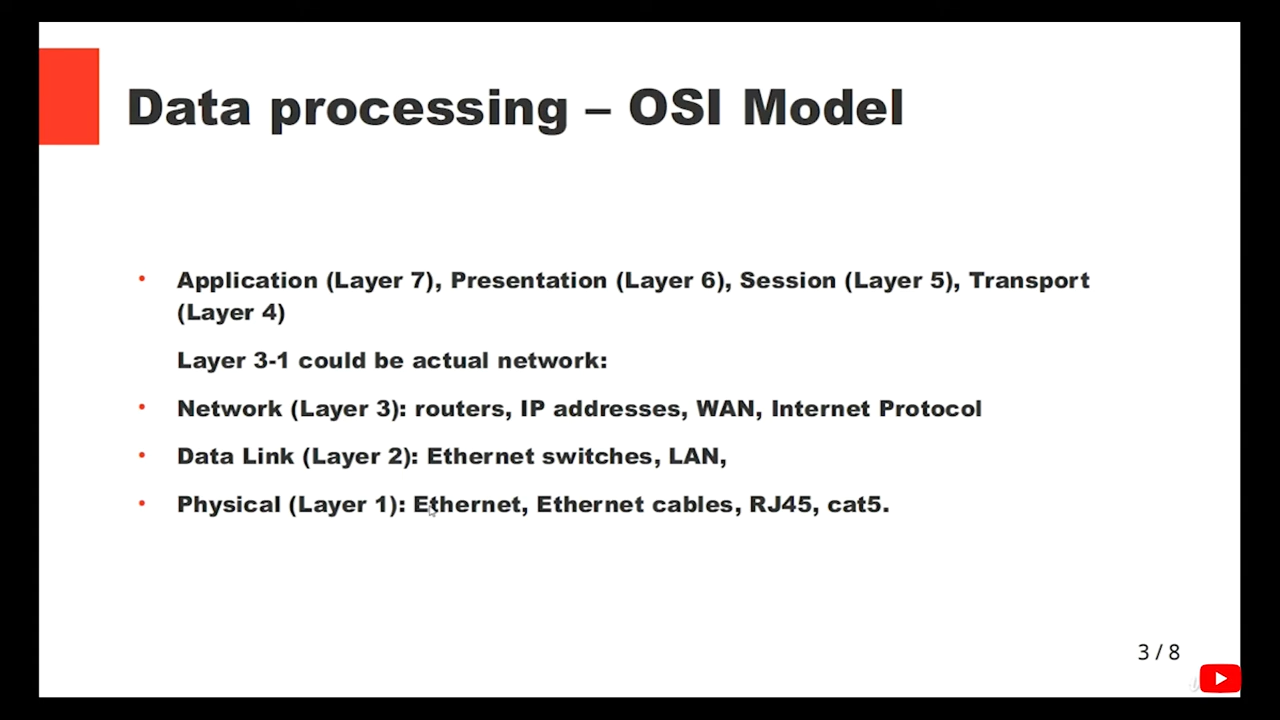 Data processing – OSI Model
• Application (Layer 7), Presentation (Layer 6), Session (Layer 5), Transport
(Layer 4)
Layer 3-1 could be actual network:
• Network (Layer 3): routers, IP addresses, WAN, Internet Protocol
• Data Link (Layer 2): Ethernet switches, LAN,
• Physical (Layer 1): Ethernet, Ethernet cables, RJ45, cat5.
3 / 8